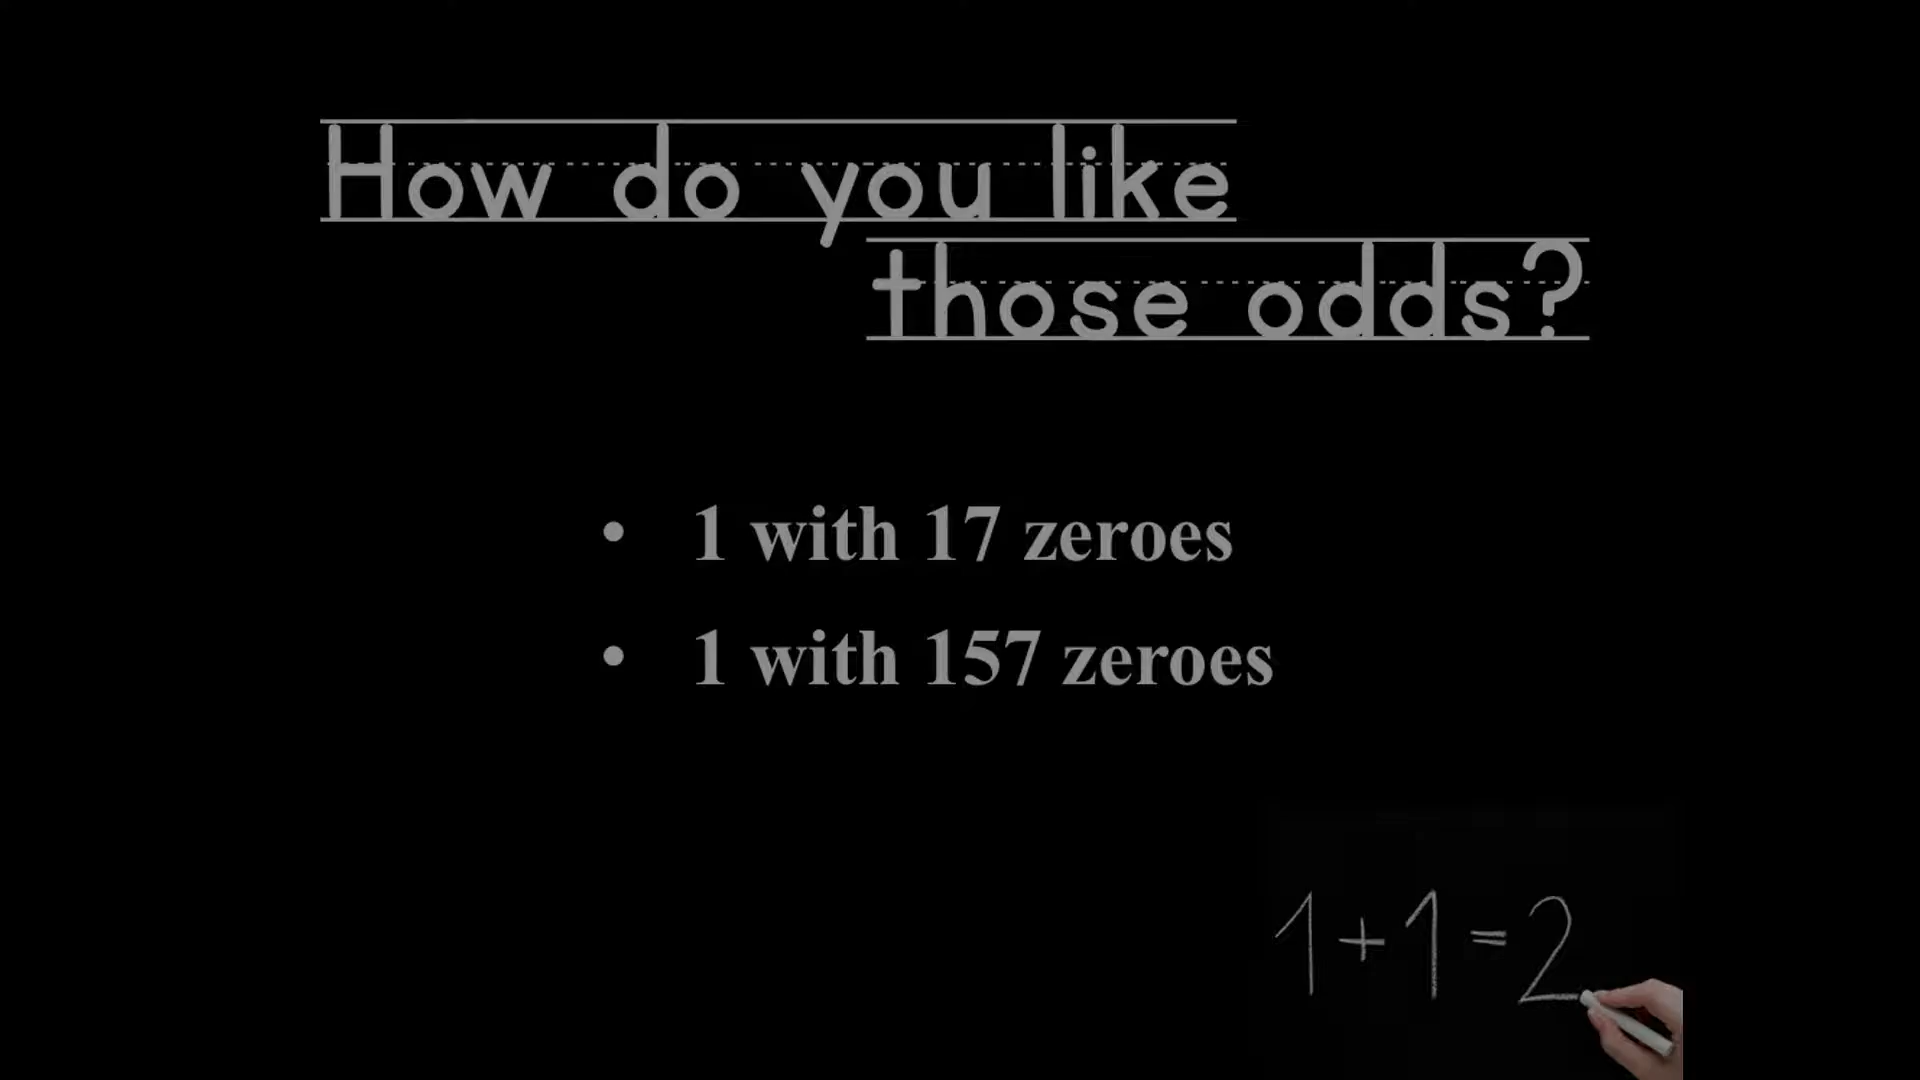 How do you like
those odds?
• 1 with 17 zeroes
• 1 with 157 zeroes
1+1=2